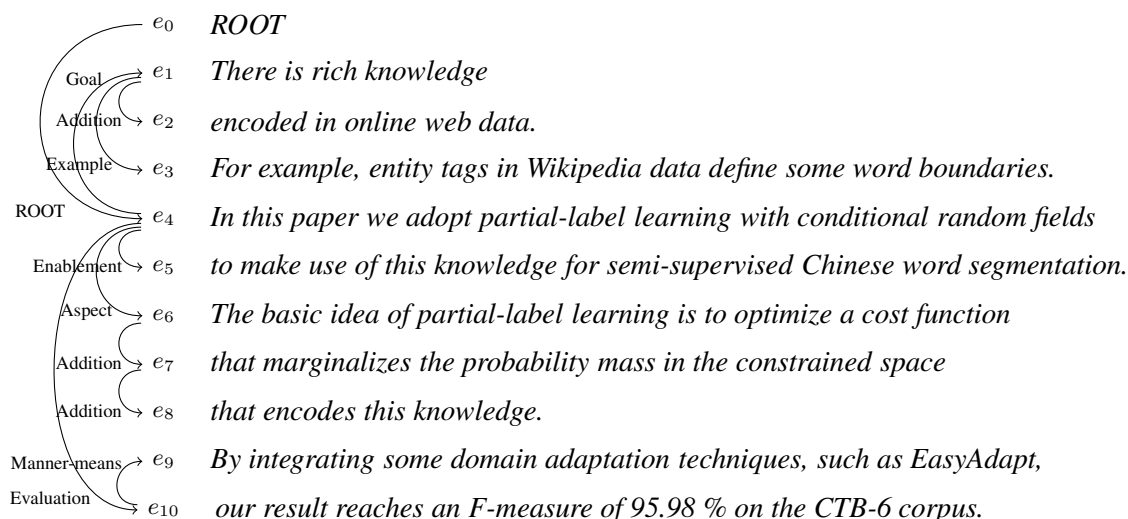 e0 ROOT
Goal e1 There is rich knowledge
Addition e2 encoded in online web data.
Example e3 For example, entity tags in Wikipedia data define some word boundaries.
ROOT e4 In this paper we adopt partial-label learning with conditional random fields
Enablement e5 to make use of this knowledge for semi-supervised Chinese word segmentation.
Aspect e6 The basic idea of partial-label learning is to optimize a cost function
Addition e7 that marginalizes the probability mass in the constrained space
Addition e8 that encodes this knowledge.
Manner-means e9 By integrating some domain adaptation techniques, such as EasyAdapt,
Evaluation e10 our result reaches an F-measure of 95.98 % on the CTB-6 corpus.